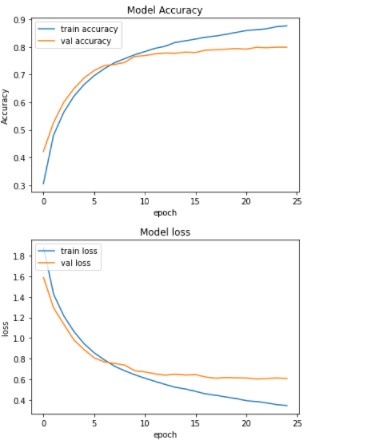 Model Accuracy
train accuracy
val accuracy
0.9
0.8
0.7
0.6
0.5
0.4
0.3
Accuracy
0 5 10 15 20 25
epoch
Model loss
train loss
val loss
1.8
1.6
1.4
1.2
1.0
0.8
0.6
0.4
loss
0 5 10 15 20 25
epoch